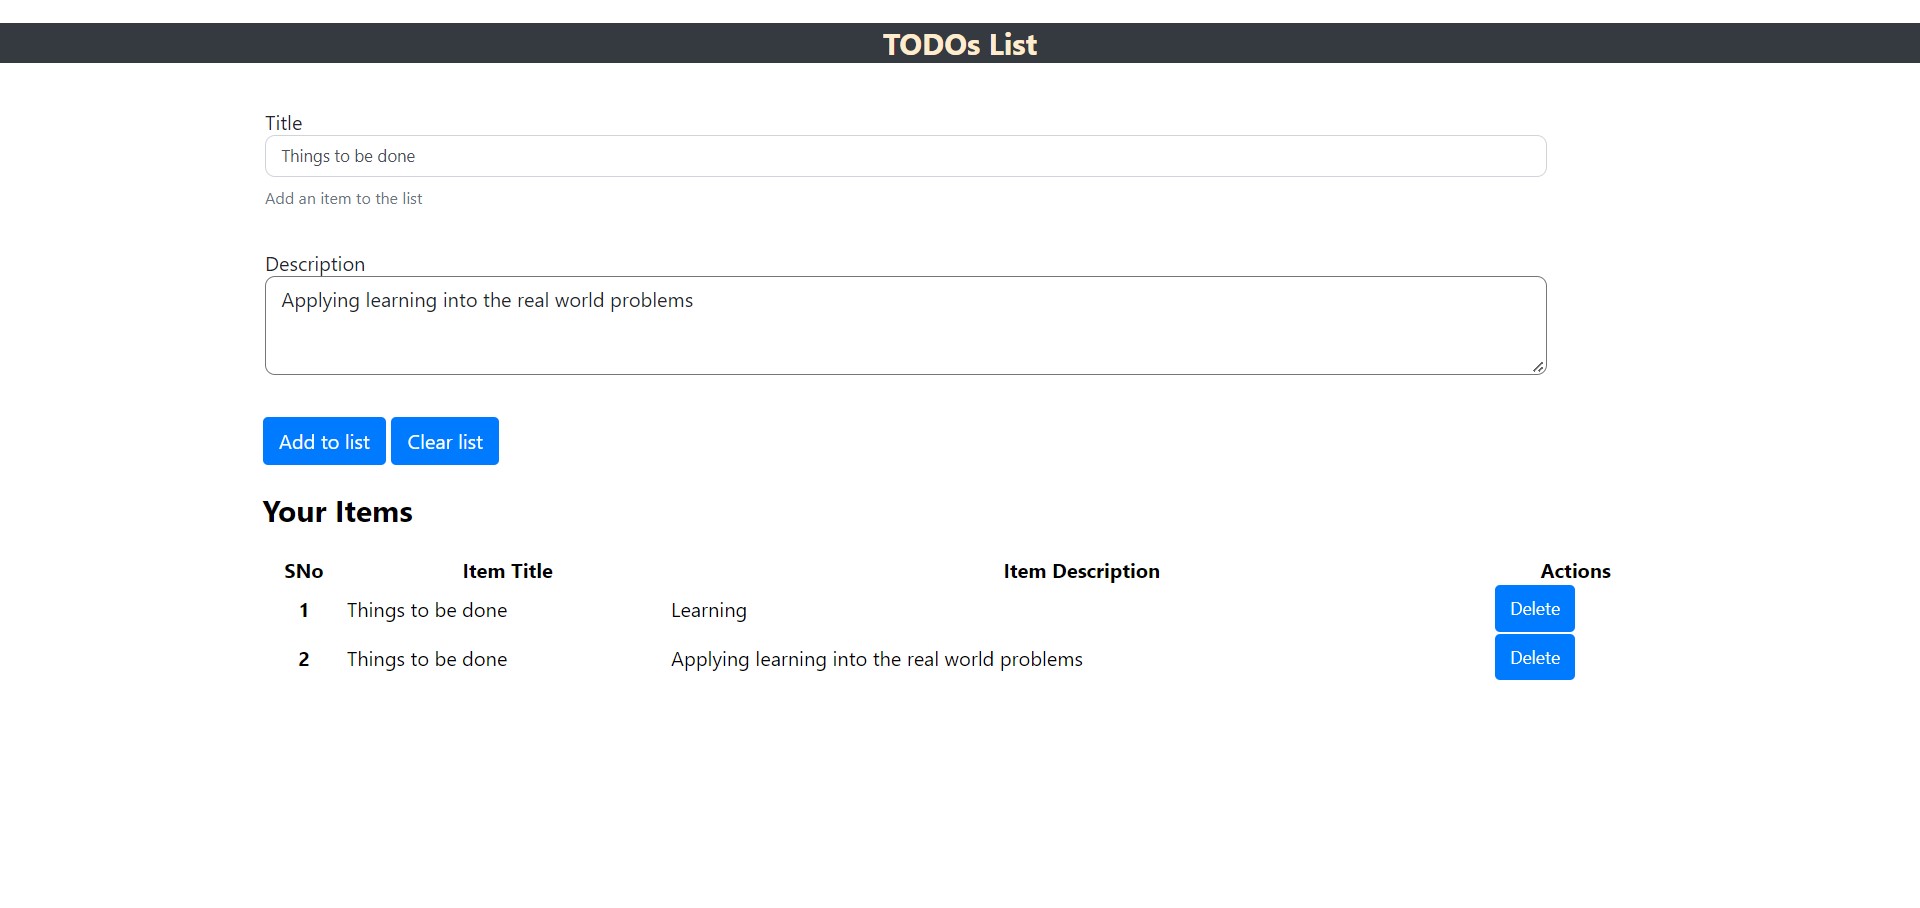 TODOs List
Title
Things to be done
Add an item to the list
Description
Applying learning into the real world problems
Add to list Clear list
Your Items
SNo Item Title Item Description Actions
1 Things to be done Learning Delete
2 Things to be done Applying learning into the real world problems Delete